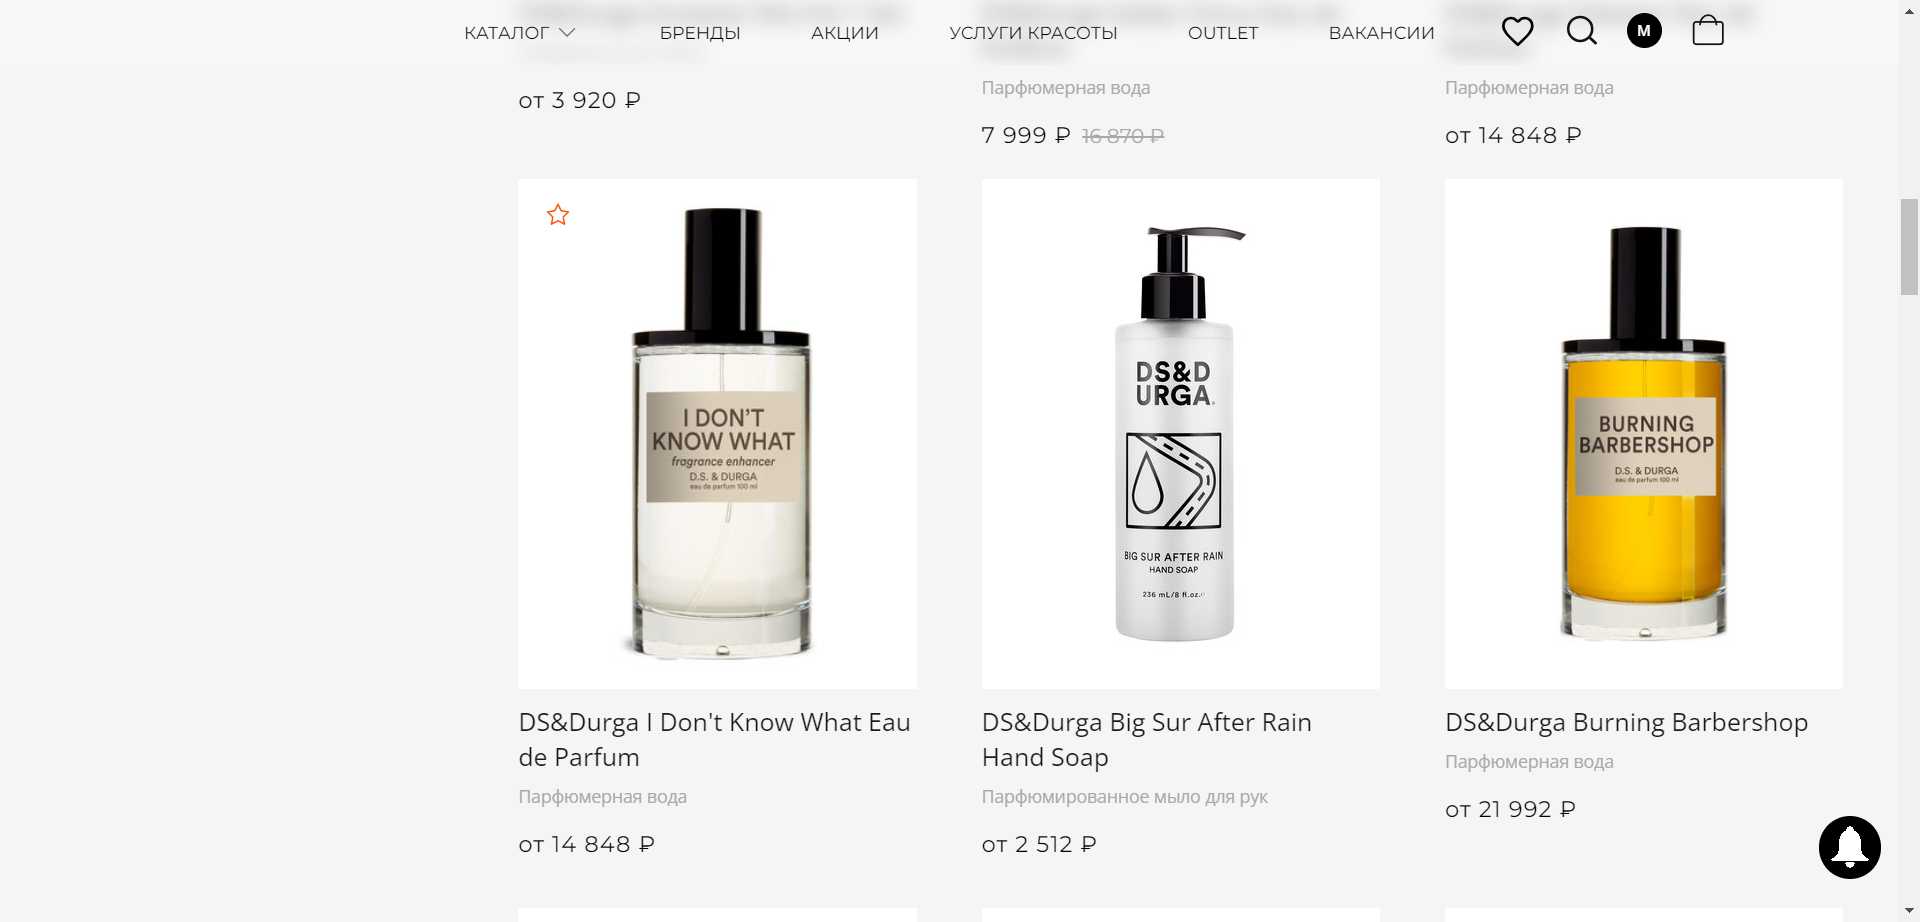 КАТАЛОГ
БРЕНДЫ
АКЦИИ
УСЛУГИ КРАСОТЫ
OUTLET
ВАКАНСИИ
M
от 3 920 ₽
Парфюмерная вода
7 999 ₽ 16 870 ₽
Парфюмерная вода
от 14 848 ₽
I DON'T
KNOW WHAT
fragrance enhancer
D.S. & DURGA
eau de parfum 100 ml
DS&D
URGA.
BIG SUR AFTER RAIN
HAND SOAP
236 mL/8 fl.oz.
BURNING
BARBERSHOP
D.S. & DURGA
eau de parfum 100 ml
DS&Durga I Don't Know What Eau
de Parfum
Парфюмерная вода
от 14 848 ₽
DS&Durga Big Sur After Rain
Hand Soap
Парфюмированное мыло для рук
от 2 512 ₽
DS&Durga Burning Barbershop
Парфюмерная вода
от 21 992 ₽